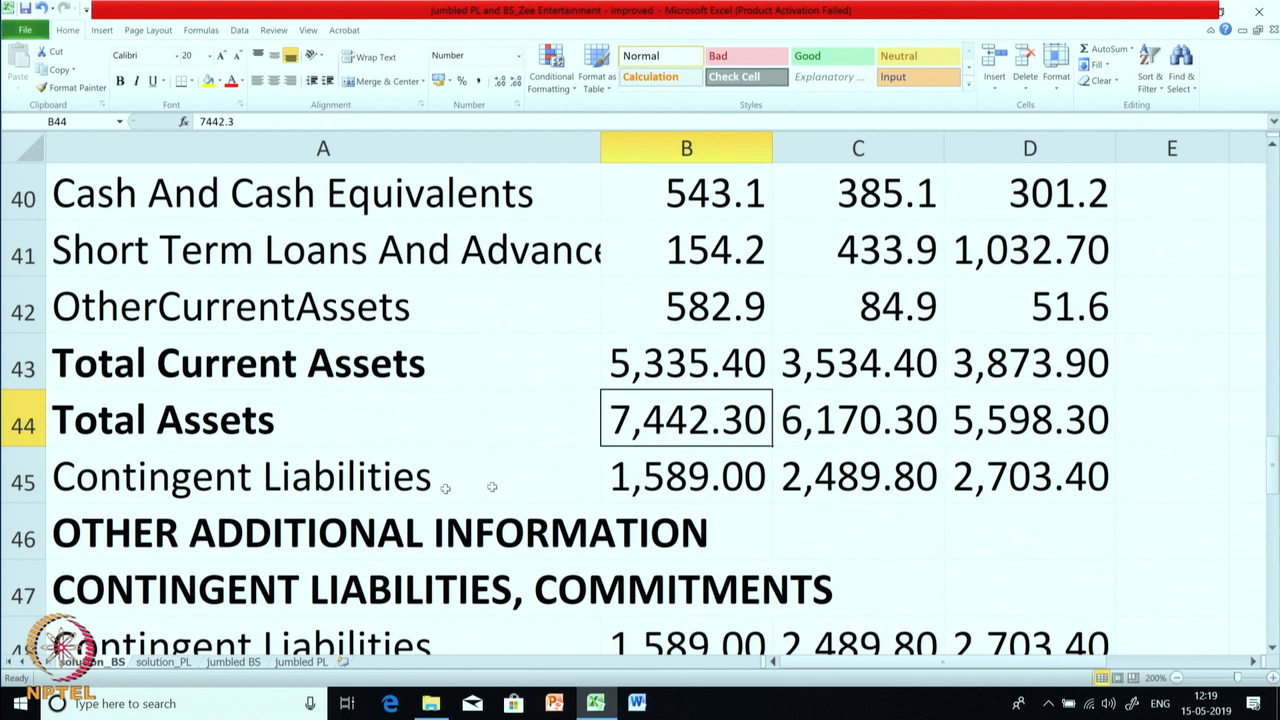 jumbled PL and BS_Zee Entertainment - improved - Microsoft Excel (Product Activation Failed)
File Home Insert Page Layout Formulas Data Review View Acrobat
Paste Cut Copy Format Painter Clipboard
Calibri 20 A A B I U A Font
Wrap Text Merge & Center Alignment
Number % Number
Conditional Formatting Format as Table
Normal Bad Good Neutral
Calculation Check Cell Explanatory ... Input
Styles
Insert Delete Format Cells
Σ AutoSum Fill Clear Sort & Filter Find & Select Editing
B44 fx 7442.3
A B C D E
40 Cash And Cash Equivalents 543.1 385.1 301.2
41 Short Term Loans And Advance 154.2 433.9 1,032.70
42 OtherCurrentAssets 582.9 84.9 51.6
43 Total Current Assets 5,335.40 3,534.40 3,873.90
44 Total Assets 7,442.30 6,170.30 5,598.30
45 Contingent Liabilities 1,589.00 2,489.80 2,703.40
46 OTHER ADDITIONAL INFORMATION
47 CONTINGENT LIABILITIES, COMMITMENTS
48 Contingent Liabilities 1,589.00 2,489.80 2,703.40
solution_BS solution_PL jumbled BS jumbled PL
Ready 200%
NPTEL
Type here to search
ENG 12:19
15-05-2019